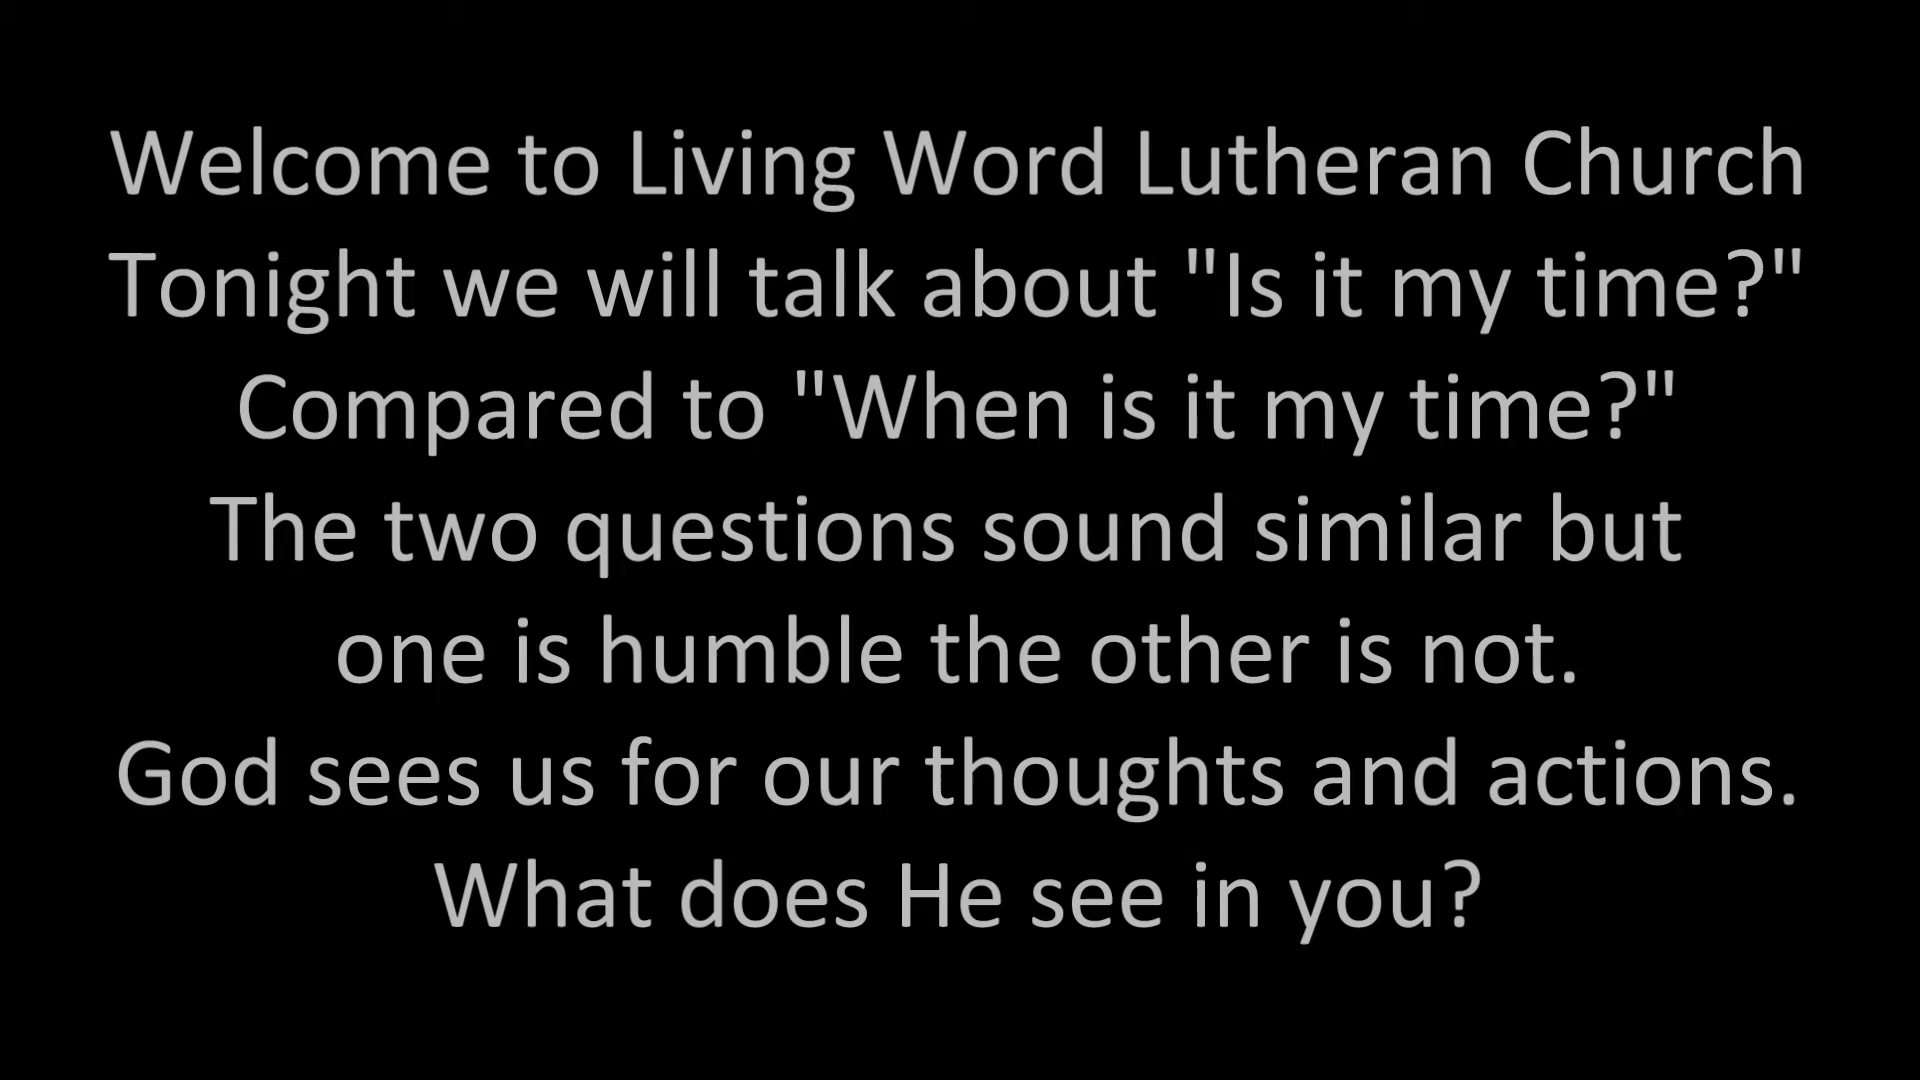 Welcome to Living Word Lutheran Church
Tonight we will talk about "Is it my time?"
Compared to "When is it my time?"
The two questions sound similar but
one is humble the other is not.
God sees us for our thoughts and actions.
What does He see in you?